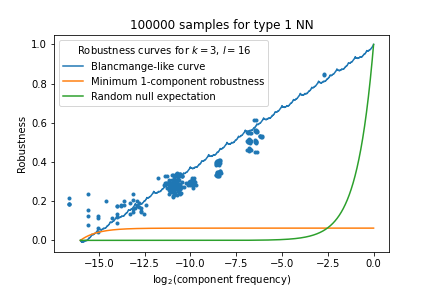 100000 samples for type 1 NN
Robustness curves for k = 3, l = 16
Blancmange-like curve
Minimum 1-component robustness
Random null expectation
Robustness
1.0
0.8
0.6
0.4
0.2
0.0
−15.0 −12.5 −10.0 −7.5 −5.0 −2.5 0.0
log₂(component frequency)